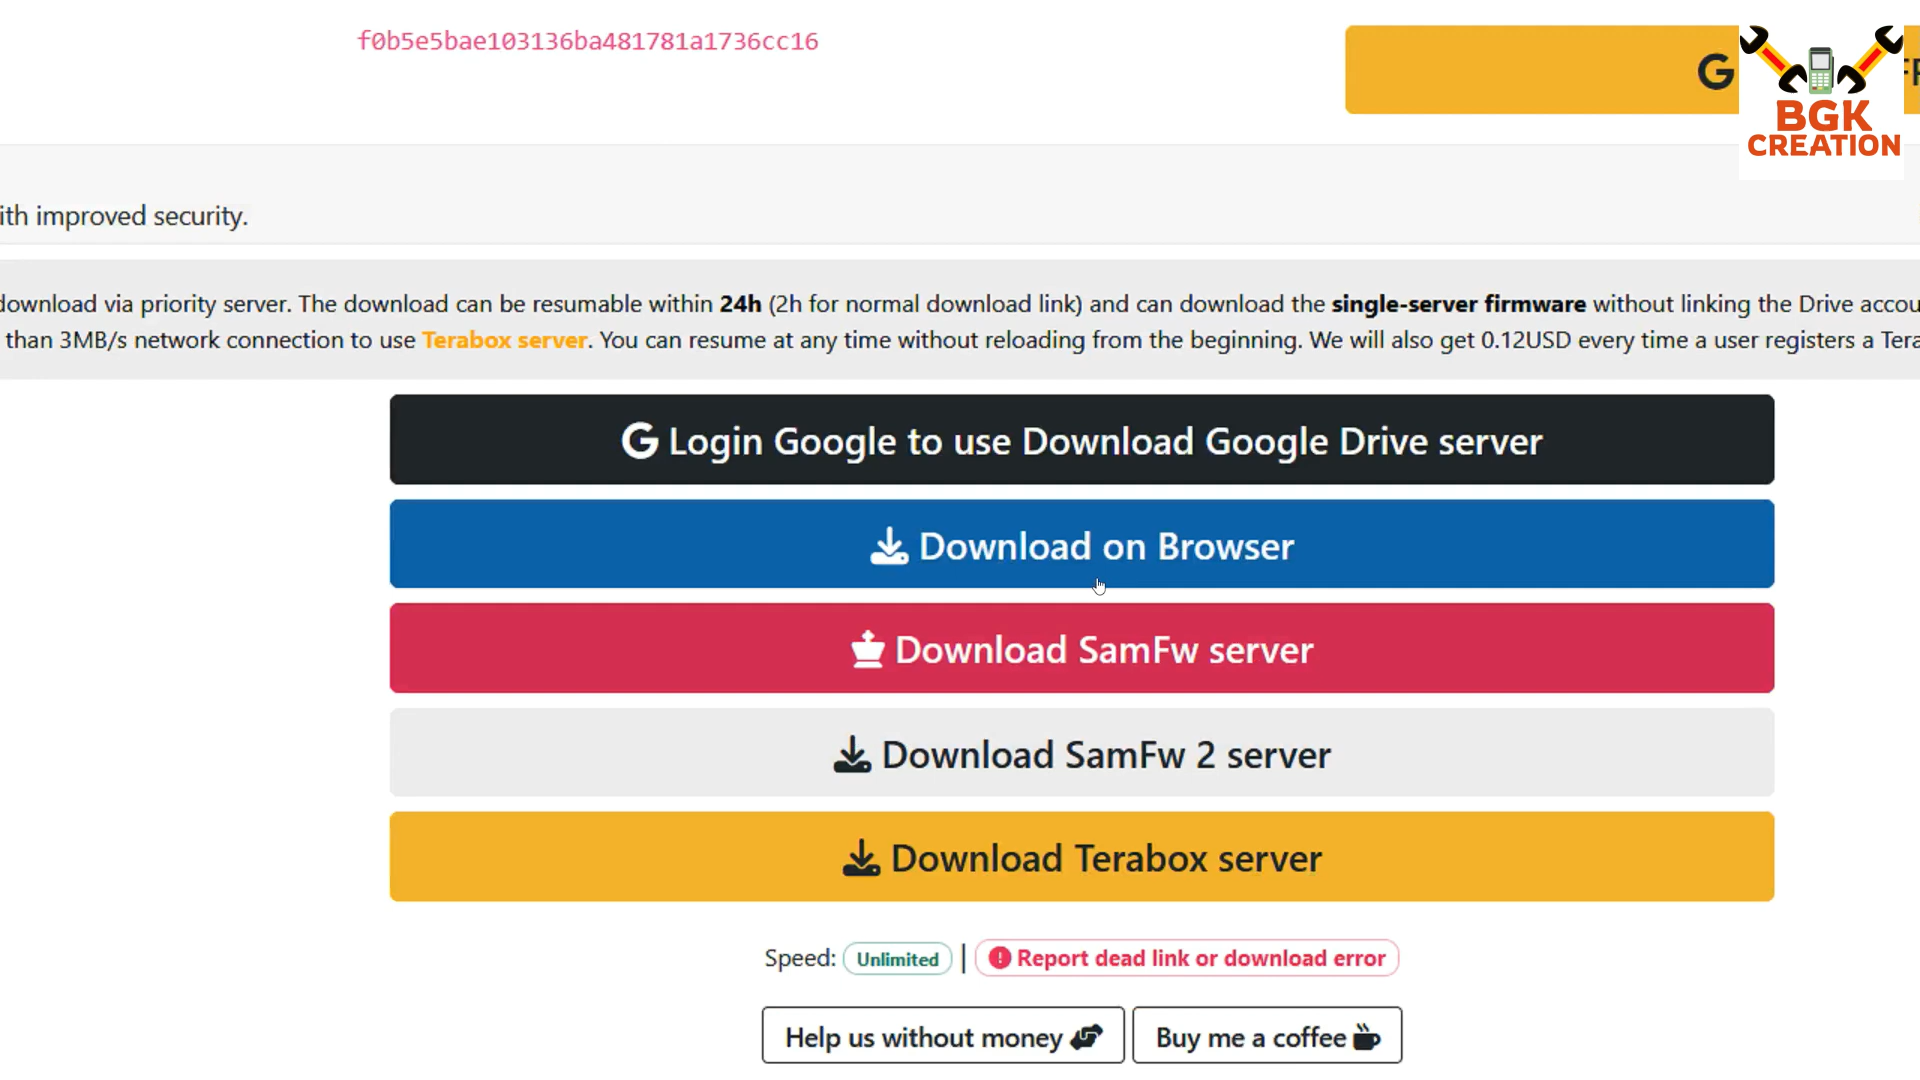 f0b5e5bae103136ba481781a1736cc16
BGK
CREATION
ith improved security.
download via priority server. The download can be resumable within 24h (2h for normal download link) and can download the single-server firmware without linking the Drive accou
than 3MB/s network connection to use Terabox server. You can resume at any time without reloading from the beginning. We will also get 0.12USD every time a user registers a Tera
Login Google to use Download Google Drive server
Download on Browser
Download SamFw server
Download SamFw 2 server
Download Terabox server
Speed: Unlimited | Report dead link or download error
Help us without money Buy me a coffee